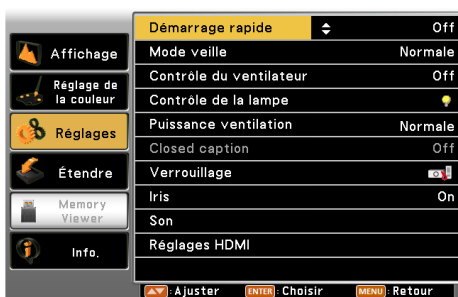 Affichage
Réglage de
la couleur
Réglages
Étendre
Memory
Viewer
Info.
Démarrage rapide Off
Mode veille Normale
Contrôle du ventilateur Off
Contrôle de la lampe
Puissance ventilation Normale
Closed caption Off
Verrouillage
Iris On
Son
Réglages HDMI
:Ajuster ENTER:Choisir MENU:Retour